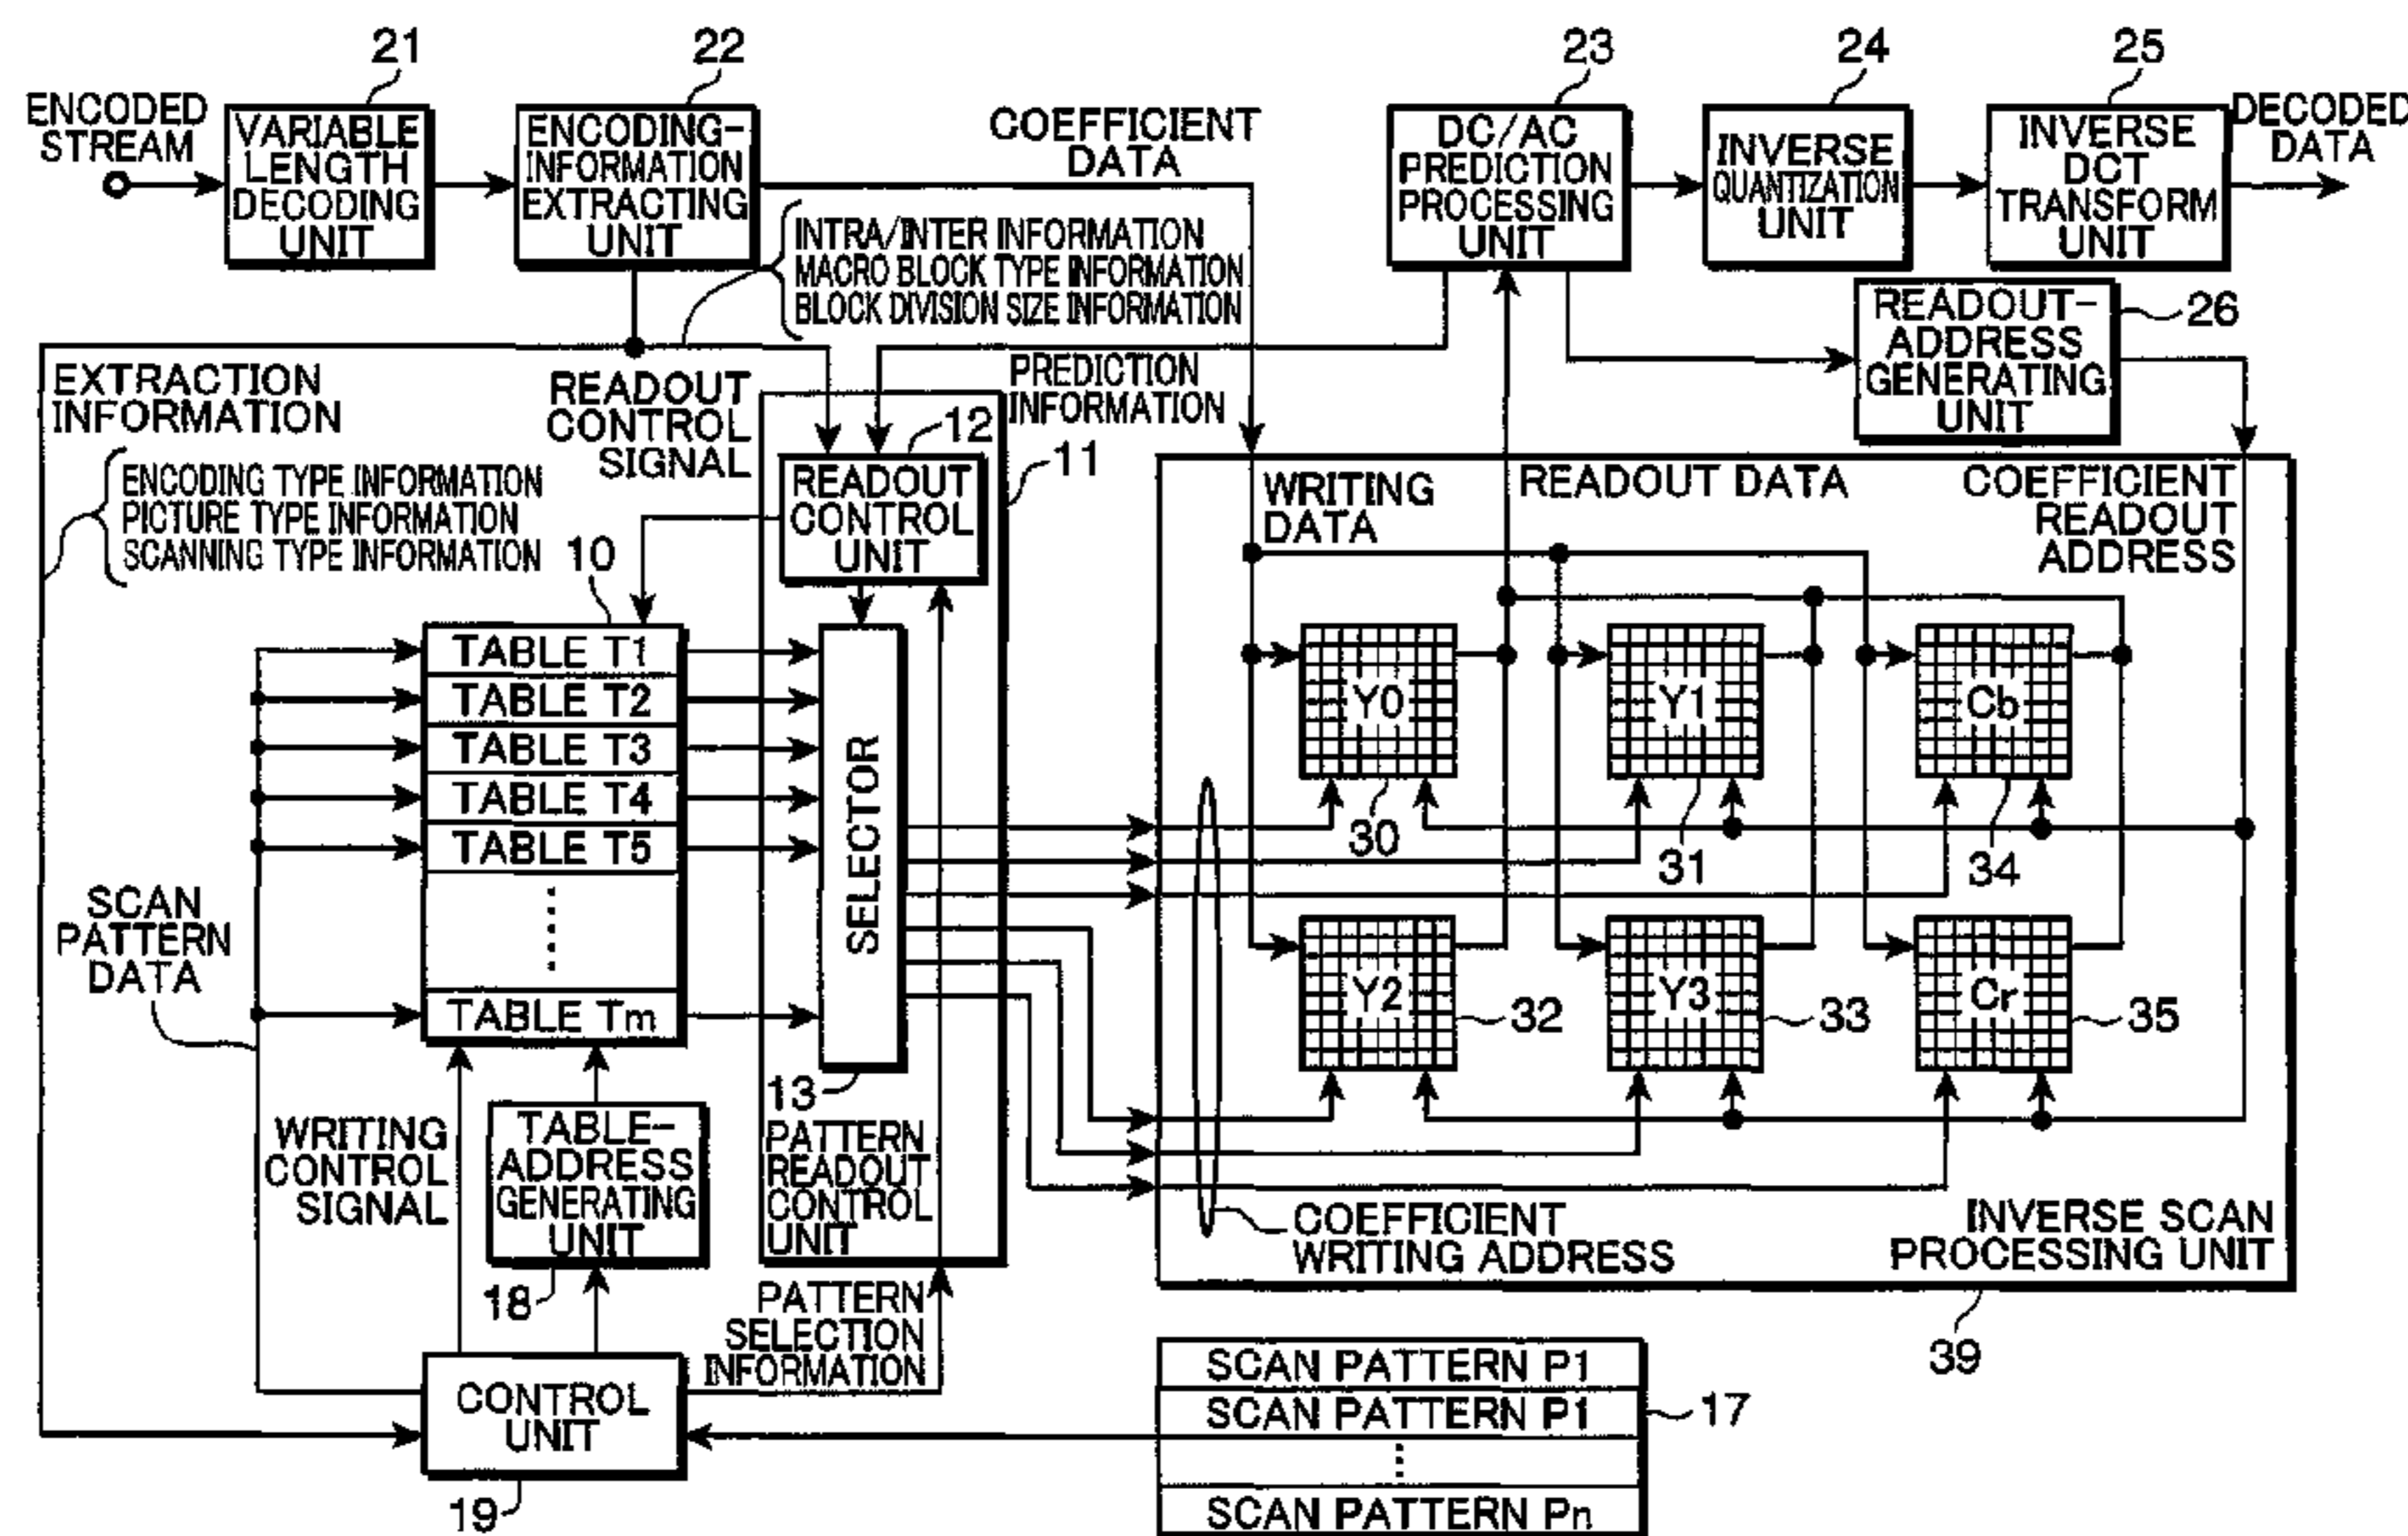 21
22
23
24
25
ENCODED
STREAM
VARIABLE
LENGTH
DECODING
UNIT
ENCODING-
INFORMATION
EXTRACTING
UNIT
COEFFICIENT
DATA
DC/AC
PREDICTION
PROCESSING
UNIT
INVERSE
QUANTIZATION
UNIT
INVERSE
DCT
TRANSFORM
UNIT
DECODED
DATA
INTRA/INTER INFORMATION
MACRO BLOCK TYPE INFORMATION
BLOCK DIVISION SIZE INFORMATION
READOUT-
ADDRESS
GENERATING
UNIT
26
EXTRACTION
INFORMATION
READOUT
CONTROL
SIGNAL
PREDICTION
INFORMATION
12
11
ENCODING TYPE INFORMATION
PICTURE TYPE INFORMATION
SCANNING TYPE INFORMATION
READOUT
CONTROL
UNIT
WRITING
DATA
READOUT DATA
COEFFICIENT
READOUT
ADDRESS
10
TABLE T1
TABLE T2
TABLE T3
TABLE T4
TABLE T5
TABLE Tm
SELECTOR
13
Y0
Y1
Cb
30
31
34
Y2
Y3
Cr
32
33
35
SCAN
PATTERN
DATA
WRITING
CONTROL
SIGNAL
TABLE-
ADDRESS
GENERATING
UNIT
18
PATTERN
READOUT
CONTROL
UNIT
COEFFICIENT
WRITING ADDRESS
INVERSE SCAN
PROCESSING UNIT
39
PATTERN
SELECTION
INFORMATION
CONTROL
UNIT
19
SCAN PATTERN P1
SCAN PATTERN P1
SCAN PATTERN Pn
17